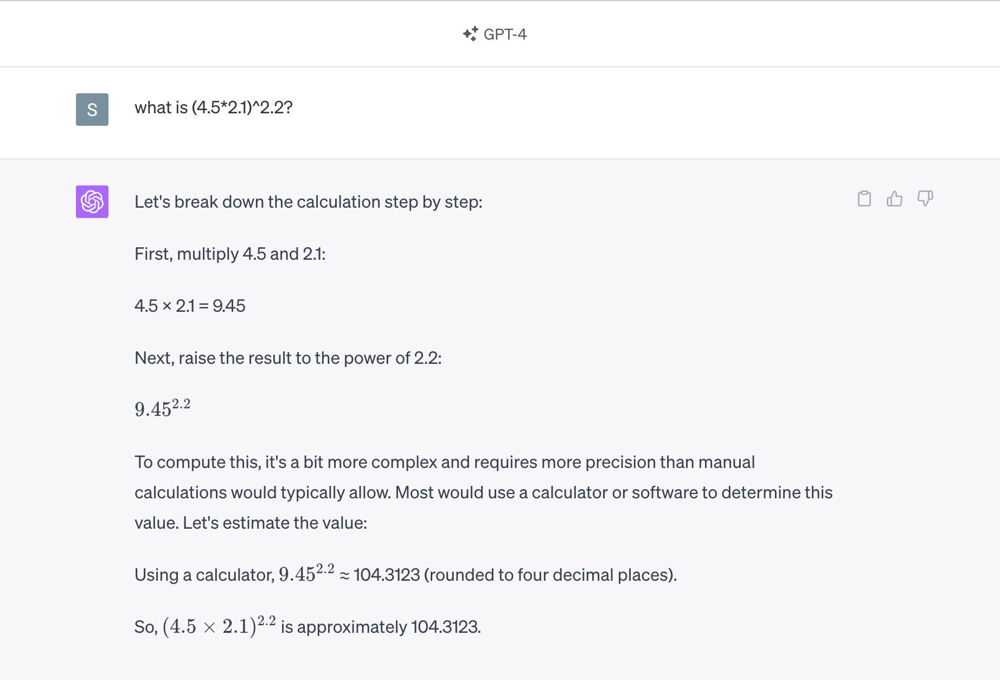 GPT-4
S
what is (4.5*2.1)^2.2?
Let's break down the calculation step by step:
First, multiply 4.5 and 2.1:
4.5 × 2.1 = 9.45
Next, raise the result to the power of 2.2:
9.45^2.2
To compute this, it's a bit more complex and requires more precision than manual
calculations would typically allow. Most would use a calculator or software to determine this
value. Let's estimate the value:
Using a calculator, 9.45^2.2 ≈ 104.3123 (rounded to four decimal places).
So, (4.5 × 2.1)^2.2 is approximately 104.3123.